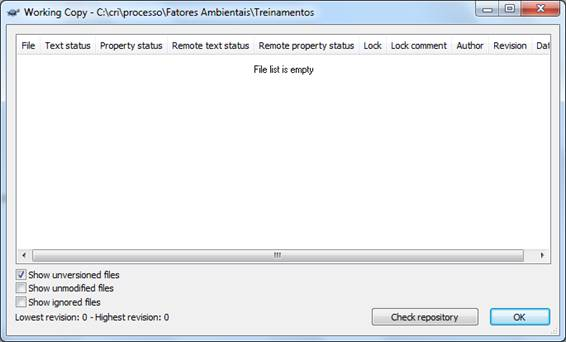 Working Copy - C:\cri\processo\Fatores Ambientais\Treinamentos
File Text status Property status Remote text status Remote property status Lock Lock comment Author Revision Dat
File list is empty
Show unversioned files
Show unmodified files
Show ignored files
Lowest revision: 0 - Highest revision: 0
Check repository
OK